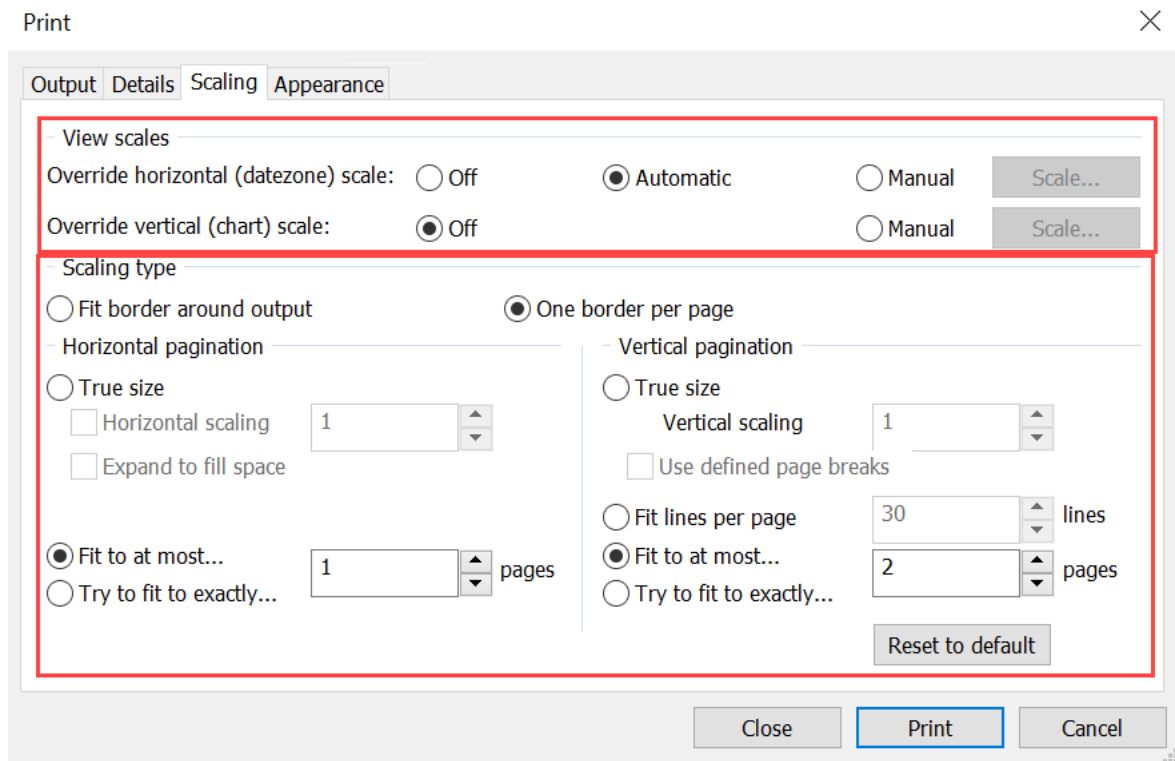 Print
Output Details Scaling Appearance
View scales
Override horizontal (datezone) scale: Off Automatic Manual Scale...
Override vertical (chart) scale: Off Manual Scale...
Scaling type
Fit border around output One border per page
Horizontal pagination
True size
Horizontal scaling 1
Expand to fill space
Fit to at most... 1 pages
Try to fit to exactly...
Vertical pagination
True size
Vertical scaling 1
Use defined page breaks
Fit lines per page 30 lines
Fit to at most... 2 pages
Try to fit to exactly...
Reset to default
Close Print Cancel